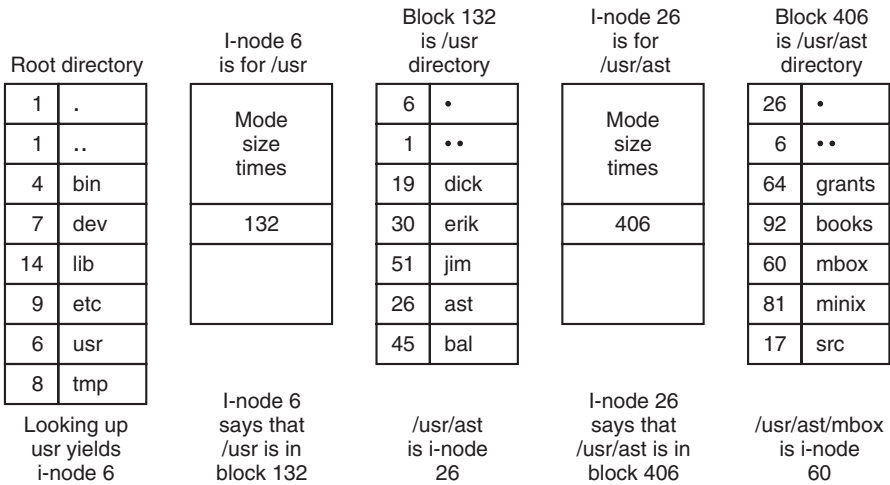 Root directory
1 .
1 ..
4 bin
7 dev
14 lib
9 etc
6 usr
8 tmp
Looking up
usr yields
i-node 6
I-node 6
is for /usr
Mode
size
times
132
I-node 6
says that
/usr is in
block 132
Block 132
is /usr
directory
6 •
1 ••
19 dick
30 erik
51 jim
26 ast
45 bal
/usr/ast
is i-node
26
I-node 26
is for
/usr/ast
Mode
size
times
406
I-node 26
says that
/usr/ast is in
block 406
Block 406
is /usr/ast
directory
26 •
6 ••
64 grants
92 books
60 mbox
81 minix
17 src
/usr/ast/mbox
is i-node
60